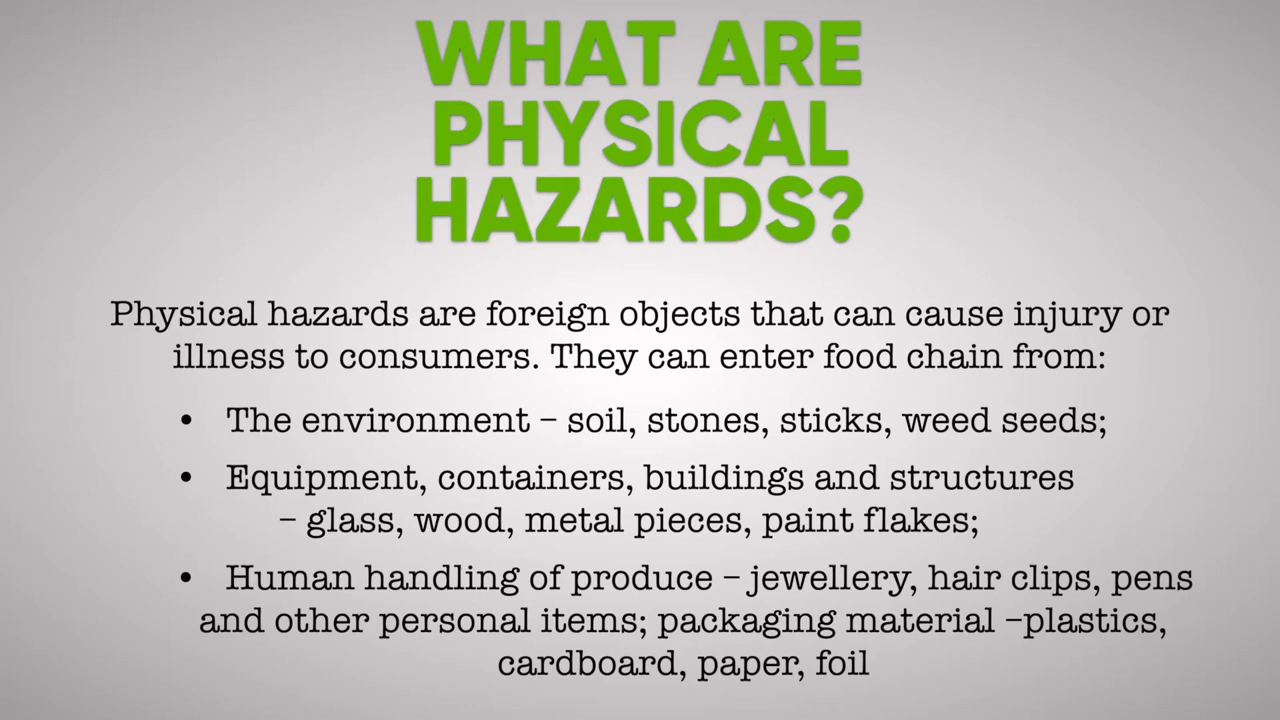 WHAT ARE
PHYSICAL
HAZARDS?
Physical hazards are foreign objects that can cause injury or
illness to consumers. They can enter food chain from:
• The environment – soil, stones, sticks, weed seeds;
• Equipment, containers, buildings and structures
– glass, wood, metal pieces, paint flakes;
• Human handling of produce – jewellery, hair clips, pens
and other personal items; packaging material –plastics,
cardboard, paper, foil